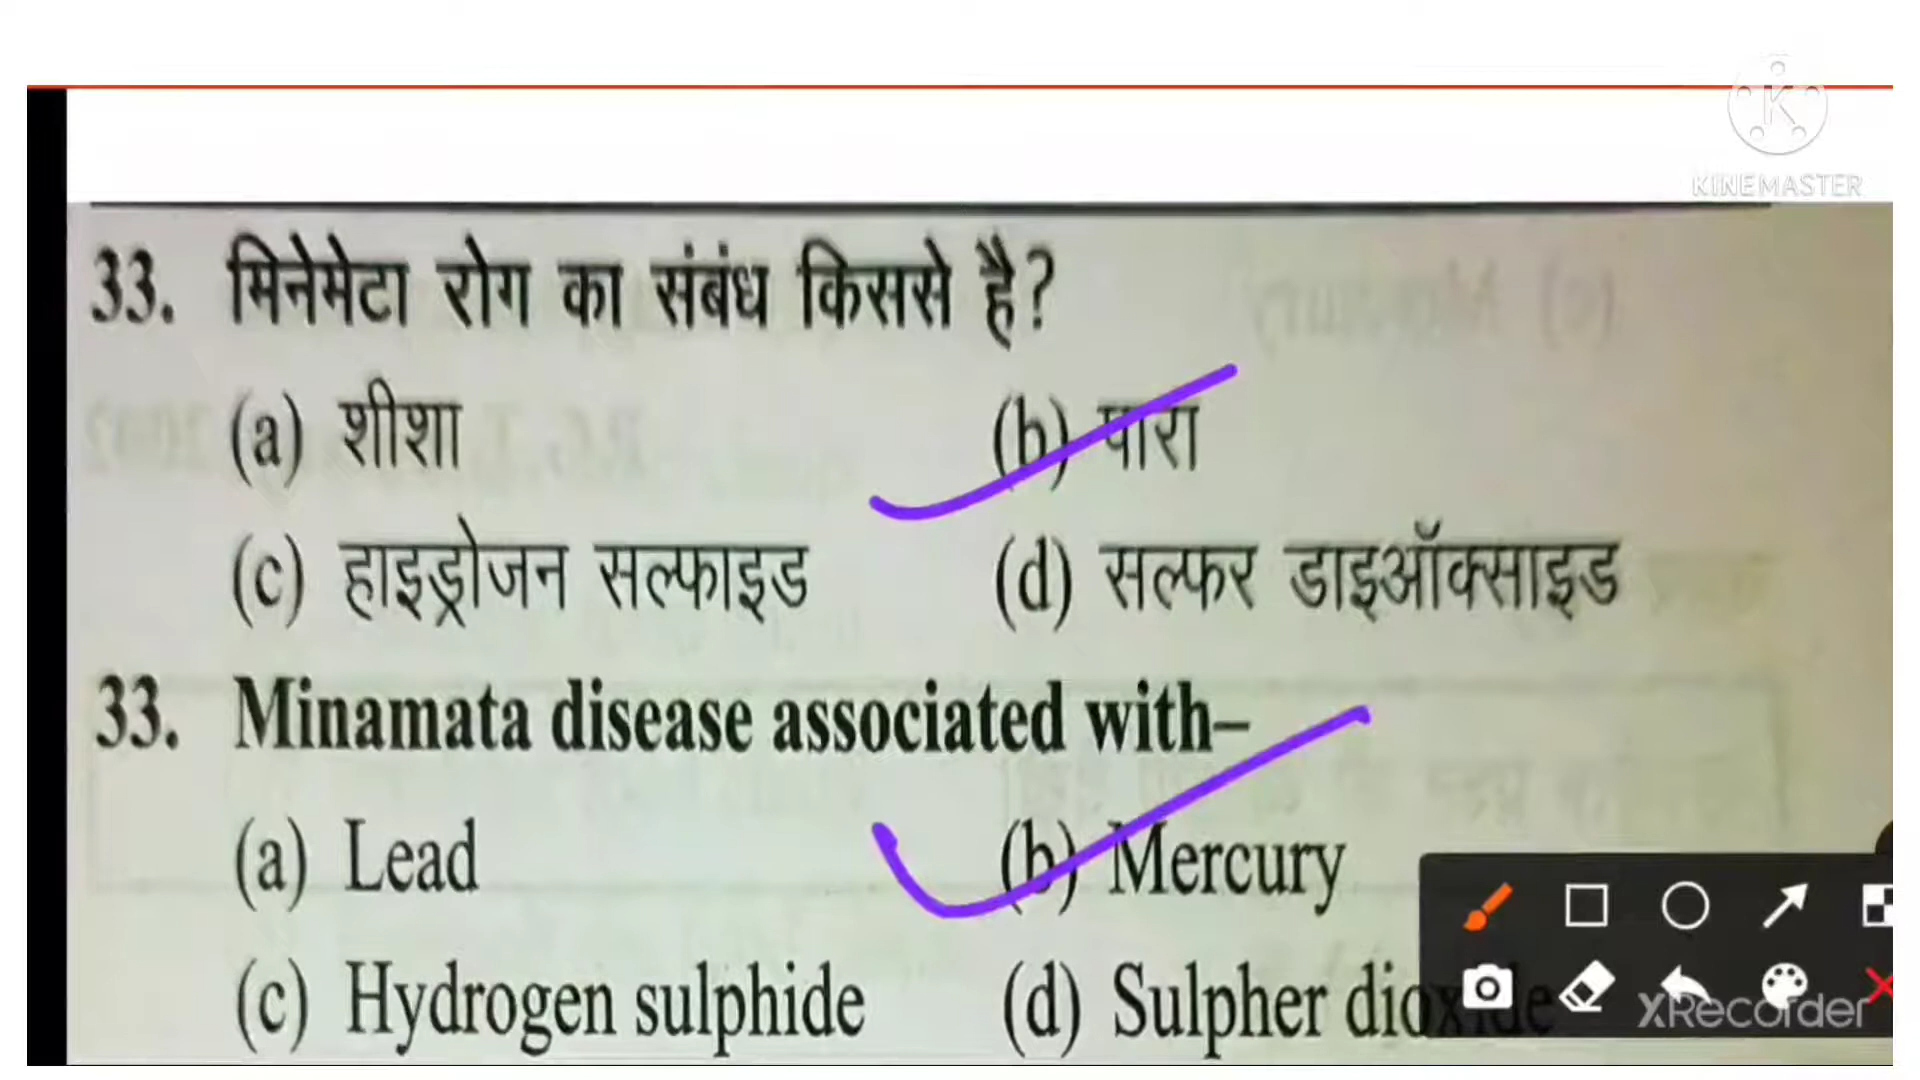 KINEMASTER
33. मिनेमेटा रोग का संबंध किससे है?
(a) शीशा (b) पारा
(c) हाइड्रोजन सल्फाइड (d) सल्फर डाइऑक्साइड
33. Minamata disease associated with–
(a) Lead (b) Mercury
(c) Hydrogen sulphide (d) Sulpher dioxide
XRecorder